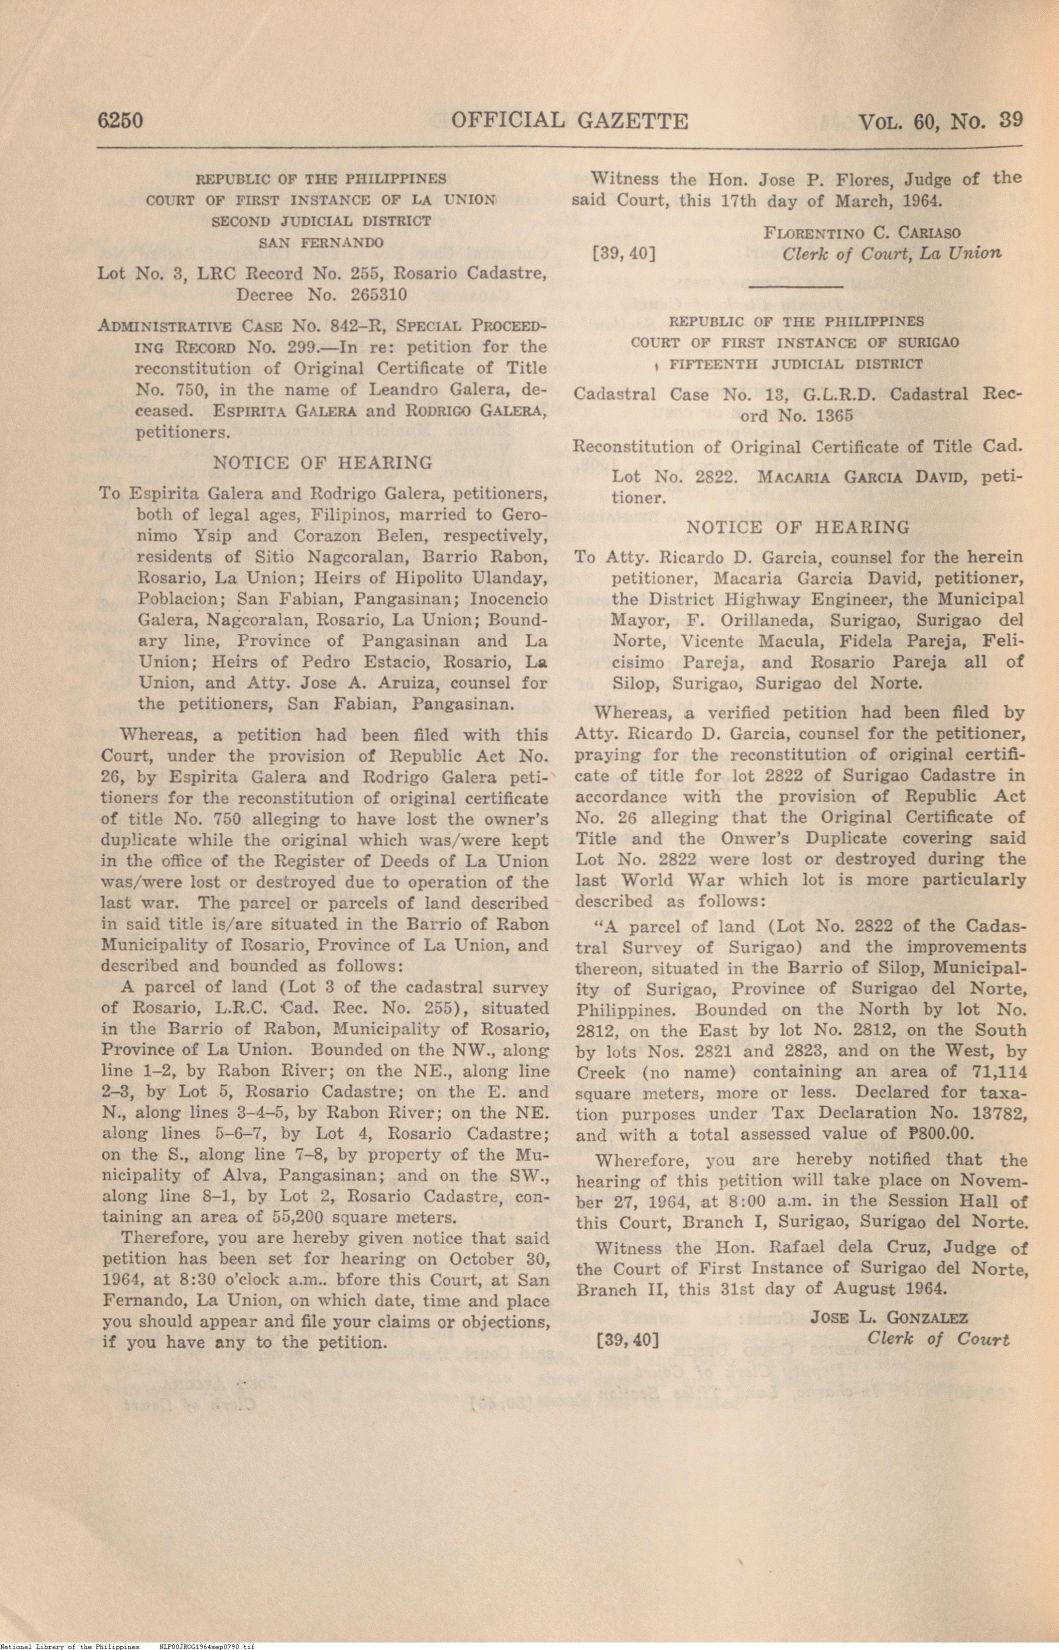 6250
OFFICIAL GAZETTE
VOL. 60, No. 39
REPUBLIC OF THE PHILIPPINES
COURT OF FIRST INSTANCE OF LA UNION
SECOND JUDICIAL DISTRICT
SAN FERNANDO
Lot No. 3, LRC Record No. 255, Rosario Cadastre,
Decree No. 265310
ADMINISTRATIVE CASE NO. 842–R, SPECIAL PROCEED-
ING RECORD NO. 299.—In re: petition for the
reconstitution of Original Certificate of Title
No. 750, in the name of Leandro Galera, de-
ceased. ESPIRITA GALERA and RODRIGO GALERA,
petitioners.
NOTICE OF HEARING
To Espirita Galera and Rodrigo Galera, petitioners,
both of legal ages, Filipinos, married to Gero-
nimo Ysip and Corazon Belen, respectively,
residents of Sitio Nagcoralan, Barrio Rabon,
Rosario, La Union; Heirs of Hipolito Ulanday,
Poblacion; San Fabian, Pangasinan; Inocencio
Galera, Nagcoralan, Rosario, La Union; Bound-
ary line, Province of Pangasinan and La
Union; Heirs of Pedro Estacio, Rosario, La
Union, and Atty. Jose A. Aruiza, counsel for
the petitioners, San Fabian, Pangasinan.
Whereas, a petition had been filed with this
Court, under the provision of Republic Act No.
26, by Espirita Galera and Rodrigo Galera peti-
tioners for the reconstitution of original certificate
of title No. 750 alleging to have lost the owner's
duplicate while the original which was/were kept
in the office of the Register of Deeds of La Union
was/were lost or destroyed due to operation of the
last war. The parcel or parcels of land described
in said title is/are situated in the Barrio of Rabon
Municipality of Rosario, Province of La Union, and
described and bounded as follows:
A parcel of land (Lot 3 of the cadastral survey
of Rosario, L.R.C. Cad. Rec. No. 255), situated
in the Barrio of Rabon, Municipality of Rosario,
Province of La Union. Bounded on the NW., along
line 1–2, by Rabon River; on the NE., along line
2–3, by Lot 5, Rosario Cadastre; on the E. and
N., along lines 3–4–5, by Rabon River; on the NE.
along lines 5–6–7, by Lot 4, Rosario Cadastre;
on the S., along line 7–8, by property of the Mu-
nicipality of Alva, Pangasinan; and on the SW.,
along line 8–1, by Lot 2, Rosario Cadastre, con-
taining an area of 55,200 square meters.
Therefore, you are hereby given notice that said
petition has been set for hearing on October 30,
1964, at 8:30 o'clock a.m.. bfore this Court, at San
Fernando, La Union, on which date, time and place
you should appear and file your claims or objections,
if you have any to the petition.
Witness the Hon. Jose P. Flores, Judge of the
said Court, this 17th day of March, 1964.
FLORENTINO C. CARIASO
[39, 40] Clerk of Court, La Union
REPUBLIC OF THE PHILIPPINES
COURT OF FIRST INSTANCE OF SURIGAO
FIFTEENTH JUDICIAL DISTRICT
Cadastral Case No. 13, G.L.R.D. Cadastral Rec-
ord No. 1365
Reconstitution of Original Certificate of Title Cad.
Lot No. 2822. MACARIA GARCIA DAVID, peti-
tioner.
NOTICE OF HEARING
To Atty. Ricardo D. Garcia, counsel for the herein
petitioner, Macaria Garcia David, petitioner,
the District Highway Engineer, the Municipal
Mayor, F. Orillaneda, Surigao, Surigao del
Norte, Vicente Macula, Fidela Pareja, Feli-
cisimo Pareja, and Rosario Pareja all of
Silop, Surigao, Surigao del Norte.
Whereas, a verified petition had been filed by
Atty. Ricardo D. Garcia, counsel for the petitioner,
praying for the reconstitution of original certifi-
cate of title for lot 2822 of Surigao Cadastre in
accordance with the provision of Republic Act
No. 26 alleging that the Original Certificate of
Title and the Onwer's Duplicate covering said
Lot No. 2822 were lost or destroyed during the
last World War which lot is more particularly
described as follows:
"A parcel of land (Lot No. 2822 of the Cadas-
tral Survey of Surigao) and the improvements
thereon, situated in the Barrio of Silop, Municipal-
ity of Surigao, Province of Surigao del Norte,
Philippines. Bounded on the North by lot No.
2812, on the East by lot No. 2812, on the South
by lots Nos. 2821 and 2823, and on the West, by
Creek (no name) containing an area of 71,114
square meters, more or less. Declared for taxa-
tion purposes under Tax Declaration No. 13782,
and with a total assessed value of ₱800.00.
Wherefore, you are hereby notified that the
hearing of this petition will take place on Novem-
ber 27, 1964, at 8:00 a.m. in the Session Hall of
this Court, Branch I, Surigao, Surigao del Norte.
Witness the Hon. Rafael dela Cruz, Judge of
the Court of First Instance of Surigao del Norte,
Branch II, this 31st day of August 1964.
JOSE L. GONZALEZ
[39, 40] Clerk of Court
National Library of the Philippines NLP00JROG1964sep0790.tif